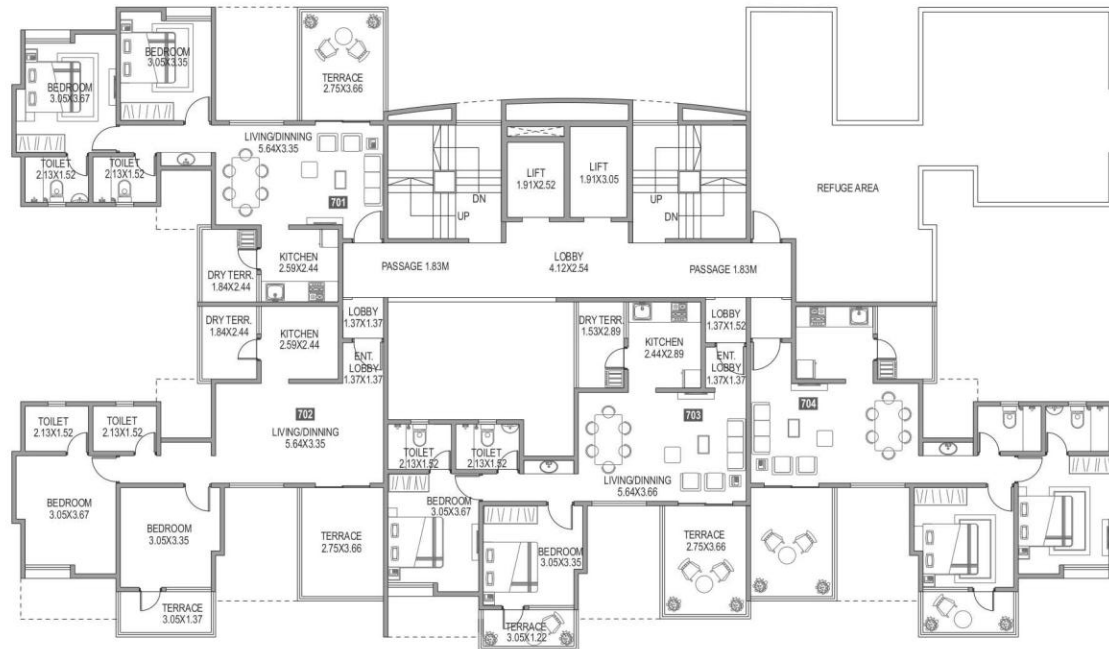 BEDROOM
3.05X3.35
BEDROOM
3.05X3.67
TERRACE
2.75X3.66
TOILET
2.13X1.52
TOILET
2.13X1.52
LIVING/DINNING
5.64X3.35
701
DN
UP
LIFT
1.91X2.52
LIFT
1.91X3.05
UP
DN
REFUGE AREA
KITCHEN
2.59X2.44
DRY TERR.
1.84X2.44
PASSAGE 1.83M
LOBBY
4.12X2.54
PASSAGE 1.83M
DRY TERR.
1.84X2.44
KITCHEN
2.59X2.44
LOBBY
1.37X1.37
ENT.
LOBBY
1.37X1.37
DRY TERR.
1.53X2.89
KITCHEN
2.44X2.89
LOBBY
1.37X1.52
ENT.
LOBBY
1.37X1.37
TOILET
2.13X1.52
TOILET
2.13X1.52
702
LIVING/DINNING
5.64X3.35
703
704
TOILET
2.13X1.52
TOILET
2.13X1.52
LIVING/DINNING
5.64X3.66
BEDROOM
3.05X3.67
BEDROOM
3.05X3.35
TERRACE
2.75X3.66
BEDROOM
3.05X3.67
BEDROOM
3.05X3.35
TERRACE
2.75X3.66
TERRACE
3.05X1.37
TERRACE
3.05X1.22